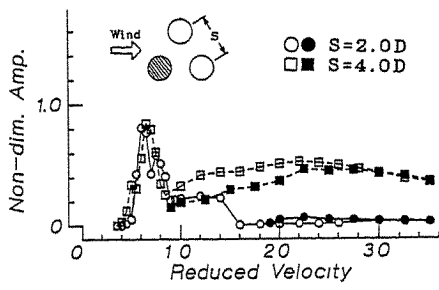 Wind
S
S=2.0D
S=4.0D
Non-dim. Amp.
1.0
0
0 10 20 30
Reduced Velocity